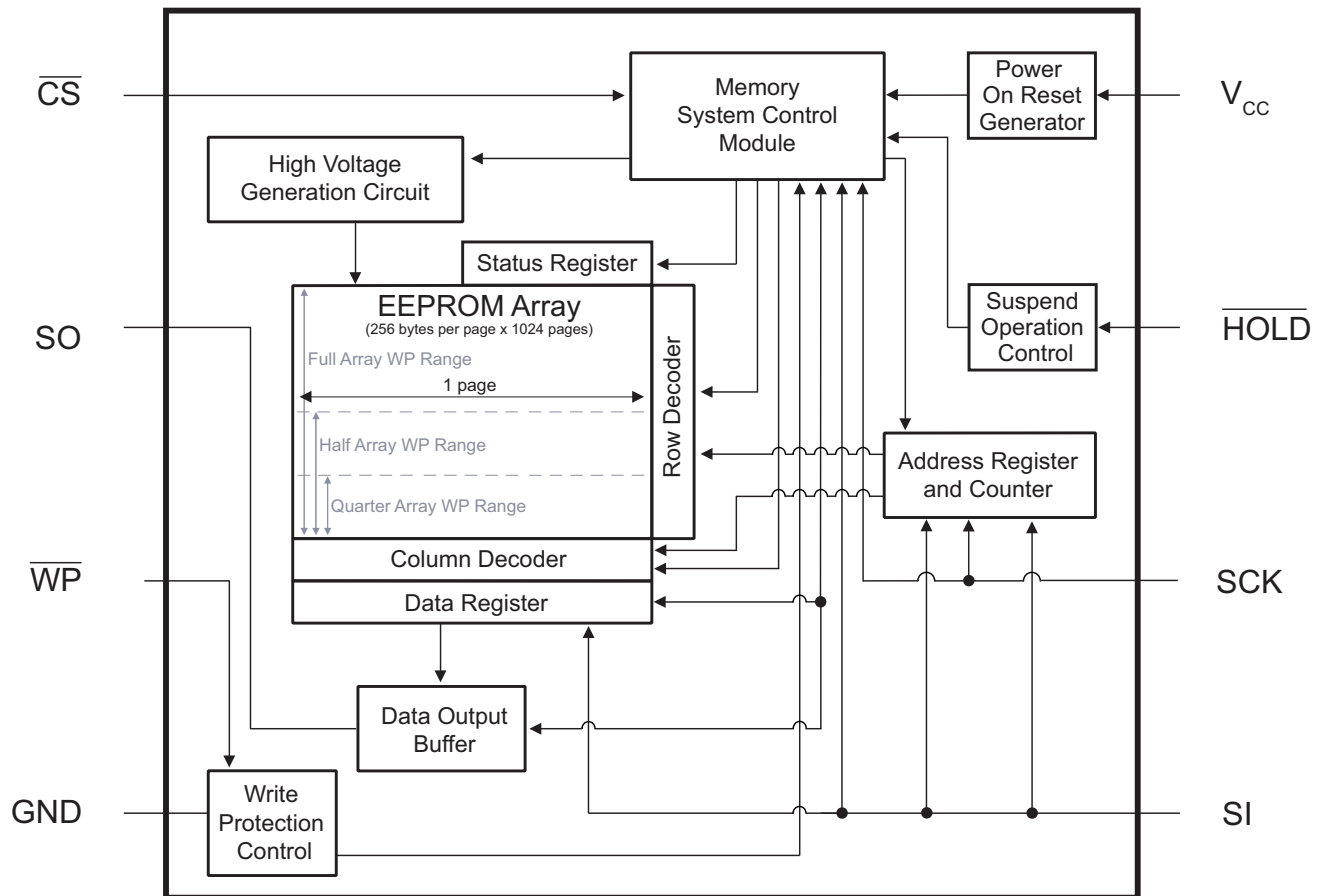 CS
Memory
System Control
Module
Power
On Reset
Generator
VCC
High Voltage
Generation Circuit
Status Register
EEPROM Array
(256 bytes per page x 1024 pages)
Full Array WP Range
1 page
Half Array WP Range
Quarter Array WP Range
Row Decoder
SO
Suspend
Operation
Control
HOLD
Address Register
and Counter
Column Decoder
Data Register
WP
SCK
Data Output
Buffer
GND
Write
Protection
Control
SI